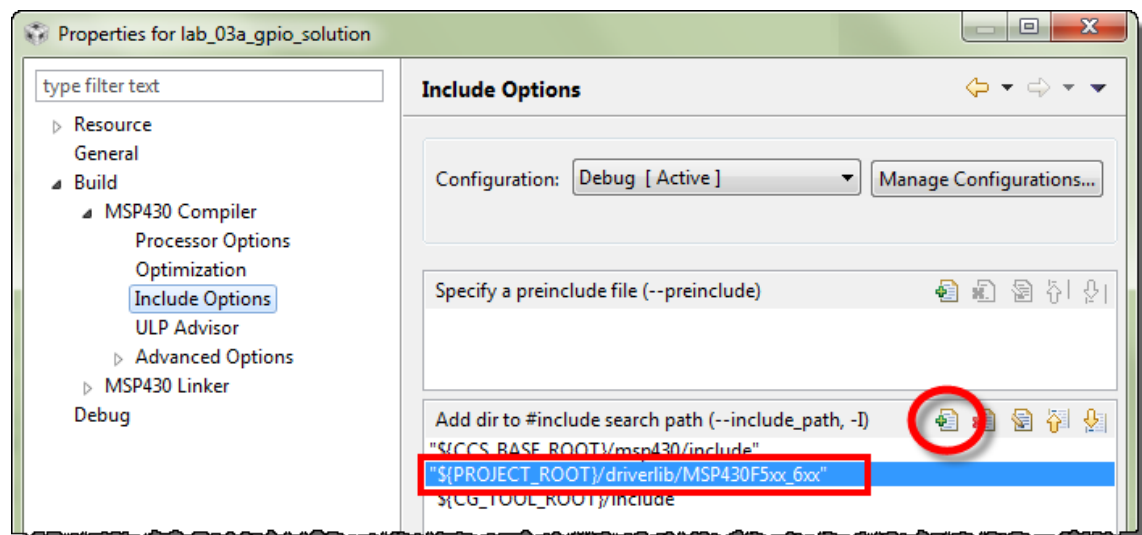 Properties for lab_03a_gpio_solution
type filter text
Resource
General
Build
MSP430 Compiler
Processor Options
Optimization
Include Options
ULP Advisor
Advanced Options
MSP430 Linker
Debug
Include Options
Configuration: Debug [ Active ] Manage Configurations...
Specify a preinclude file (--preinclude)
Add dir to #include search path (--include_path, -I)
"${CCS_BASE_ROOT}/msp430/include"
"${PROJECT_ROOT}/driverlib/MSP430F5xx_6xx"
"${CG_TOOL_ROOT}/include"